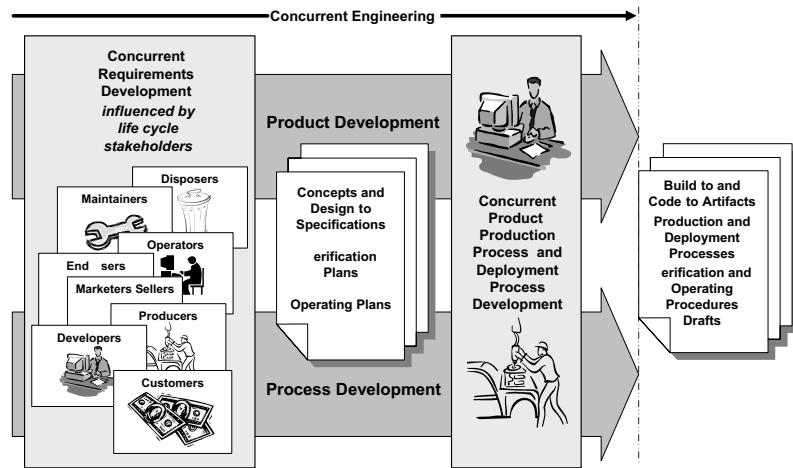 Concurrent Engineering
Concurrent
Requirements
Development
influenced by
life cycle
stakeholders
Disposers
Maintainers
Operators
End sers
Marketers Sellers
Producers
Developers
Customers
Product Development
Concepts and
Design to
Specifications
erification
Plans
Operating Plans
Process Development
Concurrent
Product
Production
Process and
Deployment
Process
Development
Build to and
Code to Artifacts
Production and
Deployment
Processes
erification and
Operating
Procedures
Drafts